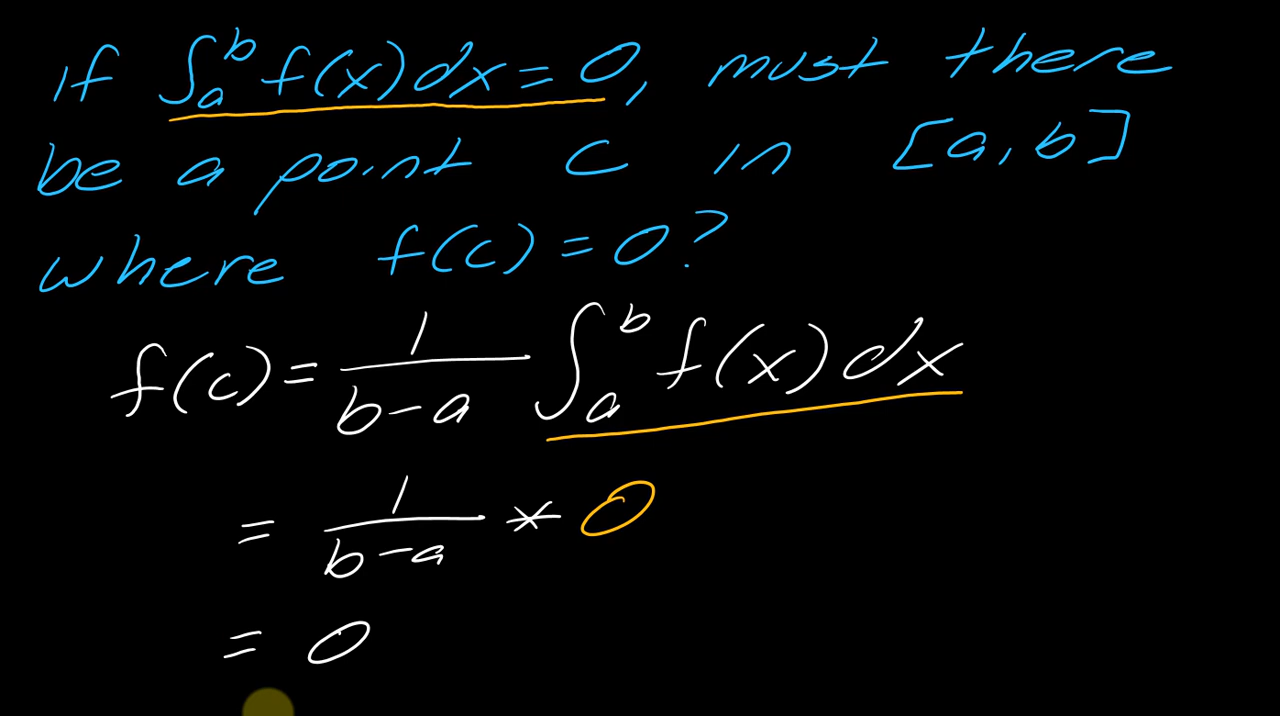 If ∫_a^b f(x)dx=0, must there
be a point c in [a,b]
where f(c)=0?
f(c)= 1/(b-a) ∫_a^b f(x)dx
= 1/(b-a) * 0
= 0